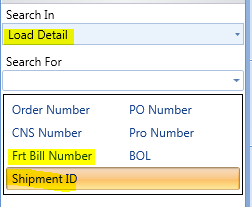 Search In
Load Detail
Search For
Order Number PO Number
CNS Number Pro Number
Frt Bill Number BOL
Shipment ID